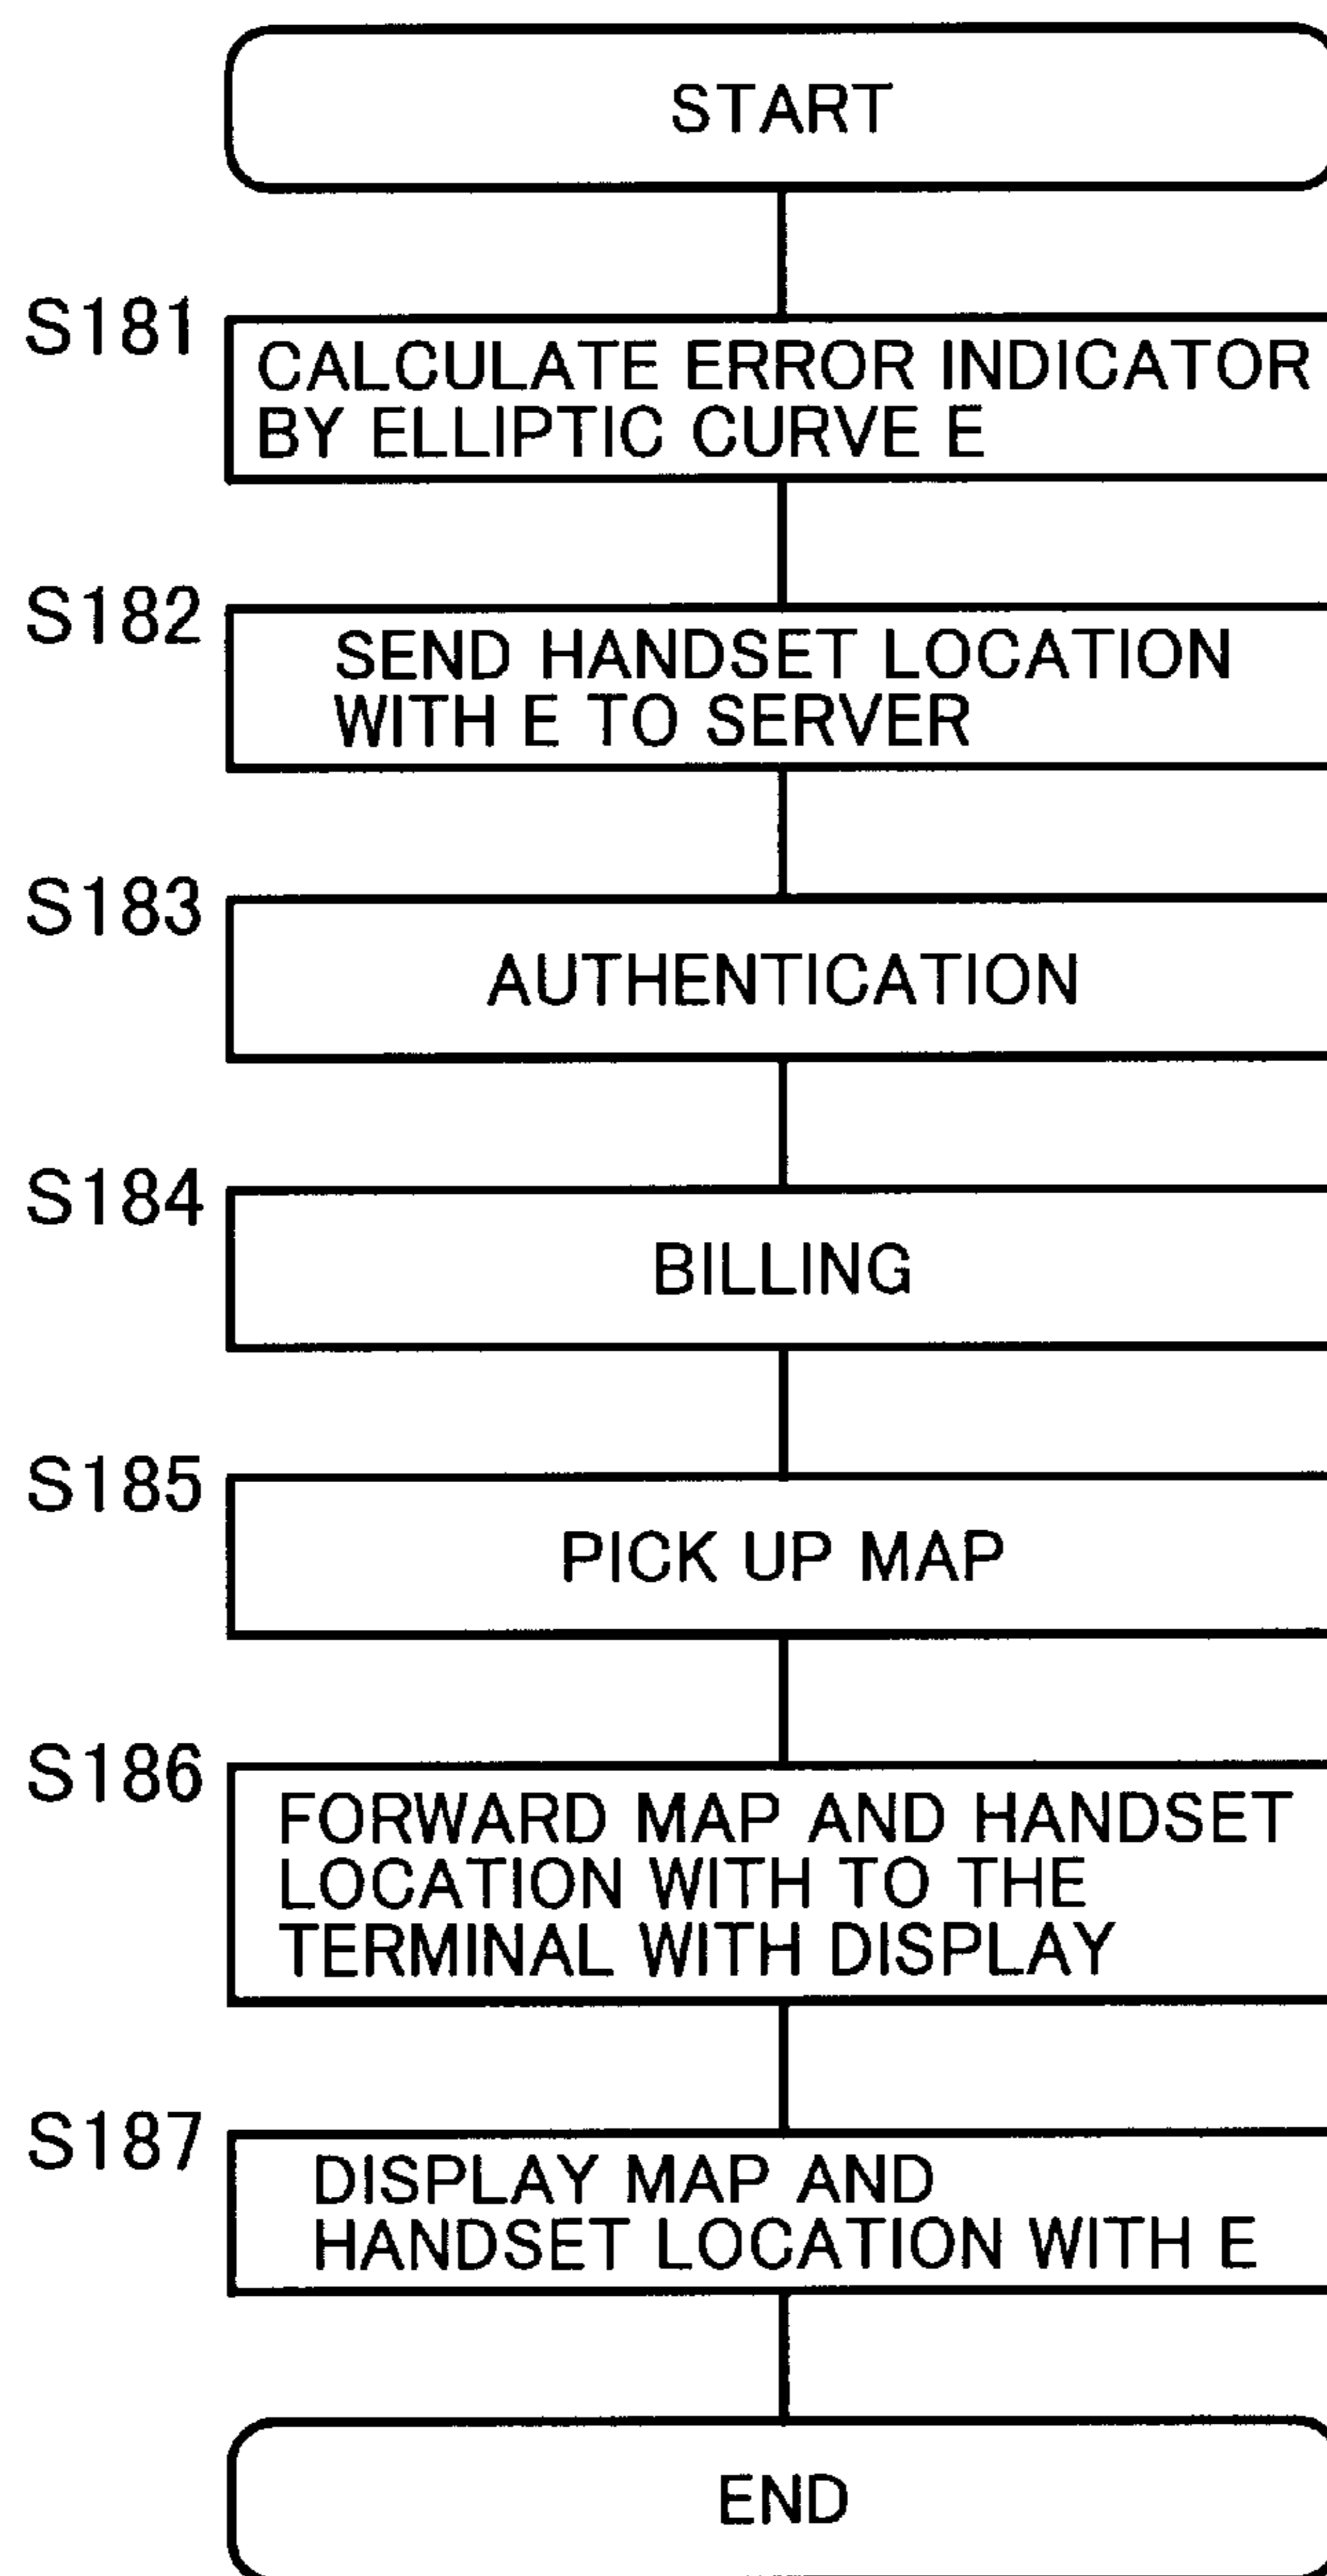 START
S181
CALCULATE ERROR INDICATOR
BY ELLIPTIC CURVE E
S182
SEND HANDSET LOCATION
WITH E TO SERVER
S183
AUTHENTICATION
S184
BILLING
S185
PICK UP MAP
S186
FORWARD MAP AND HANDSET
LOCATION WITH TO THE
TERMINAL WITH DISPLAY
S187
DISPLAY MAP AND
HANDSET LOCATION WITH E
END